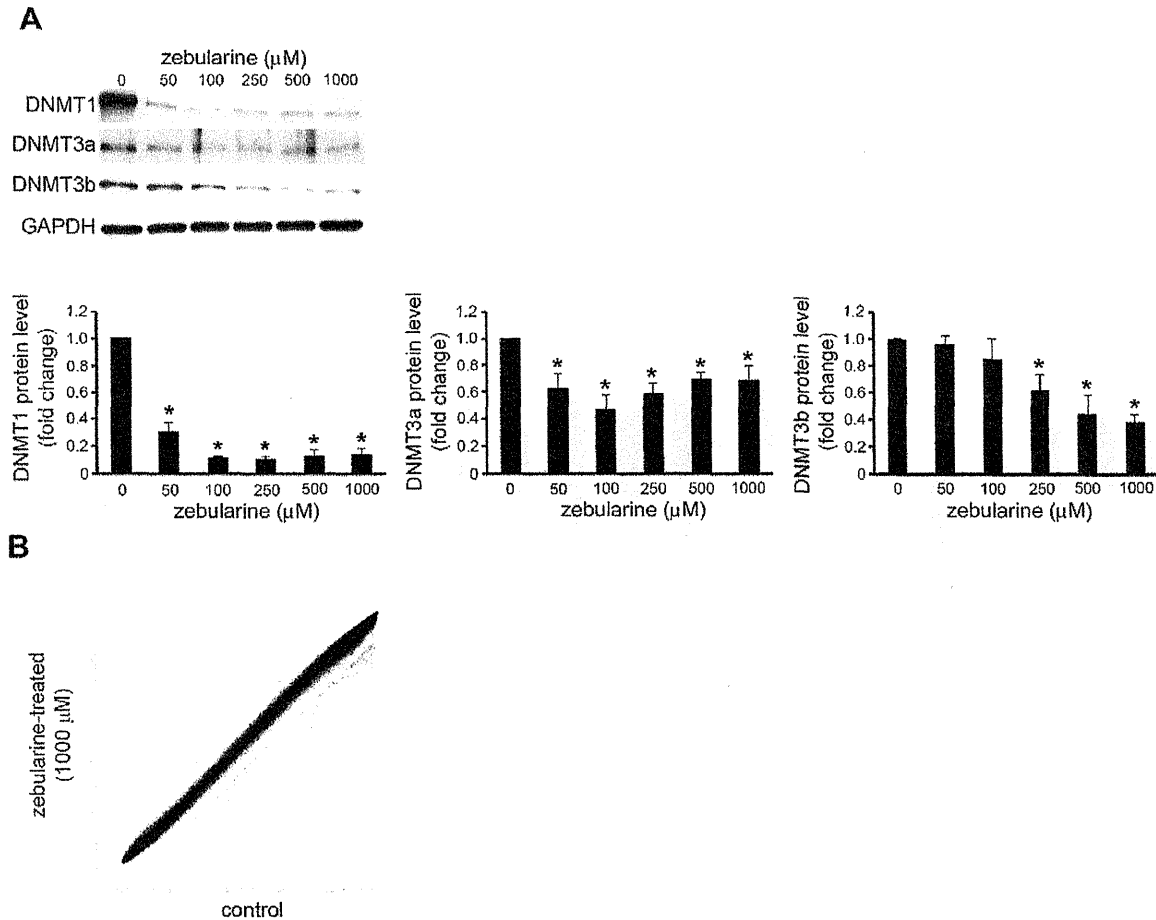 A
zebularine (μM)
0 50 100 250 500 1000
DNMT1
DNMT3a
DNMT3b
GAPDH
DNMT1 protein level
(fold change)
1.2
1.0
0.8
0.6
0.4
0.2
0
* * * * *
0 50 100 250 500 1000
zebularine (μM)
DNMT3a protein level
(fold change)
1.2
1.0
0.8
0.6
0.4
0.2
0
* * * * *
0 50 100 250 500 1000
zebularine (μM)
DNMT3b protein level
(fold change)
1.2
1.0
0.8
0.6
0.4
0.2
0
* * *
0 50 100 250 500 1000
zebularine (μM)
B
zebularine-treated
(1000 μM)
control